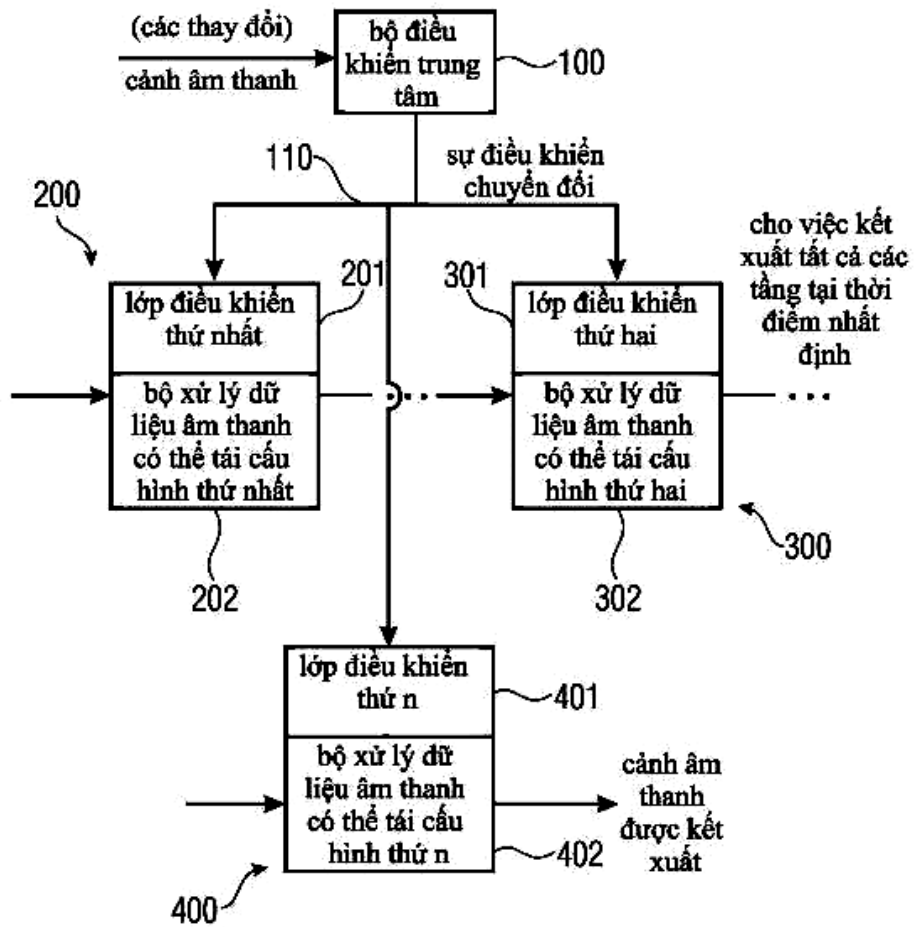 (các thay đổi)
cảnh âm thanh
bộ điều
khiển trung
tâm
100
110
sự điều khiển
chuyển đổi
200
201
301
cho việc kết
xuất tất cả các
tầng tại thời
điểm nhất
định
lớp điều khiển
thứ nhất
lớp điều khiển
thứ hai
bộ xử lý dữ
liệu âm thanh
có thể tái cấu
hình thứ nhất
bộ xử lý dữ
liệu âm thanh
có thể tái cấu
hình thứ hai
202
302
300
lớp điều khiển
thứ n
401
bộ xử lý dữ
liệu âm thanh
có thể tái cấu
hình thứ n
402
400
cảnh âm
thanh
được kết
xuất